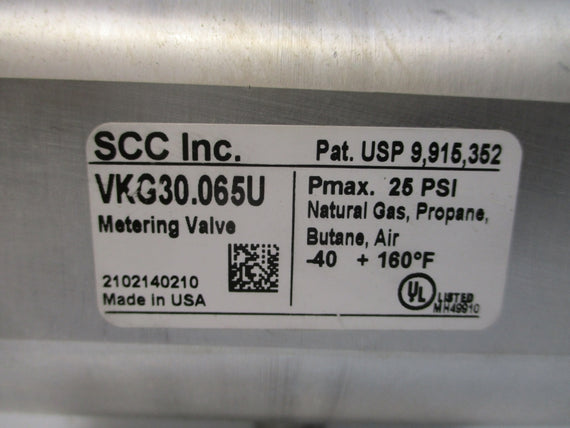 SCC Inc.
Pat. USP 9,915,352
VKG30.065U
Metering Valve
2102140210
Made in USA
Pmax. 25 PSI
Natural Gas, Propane,
Butane, Air
-40 + 160°F
UL
LISTED
MH49910